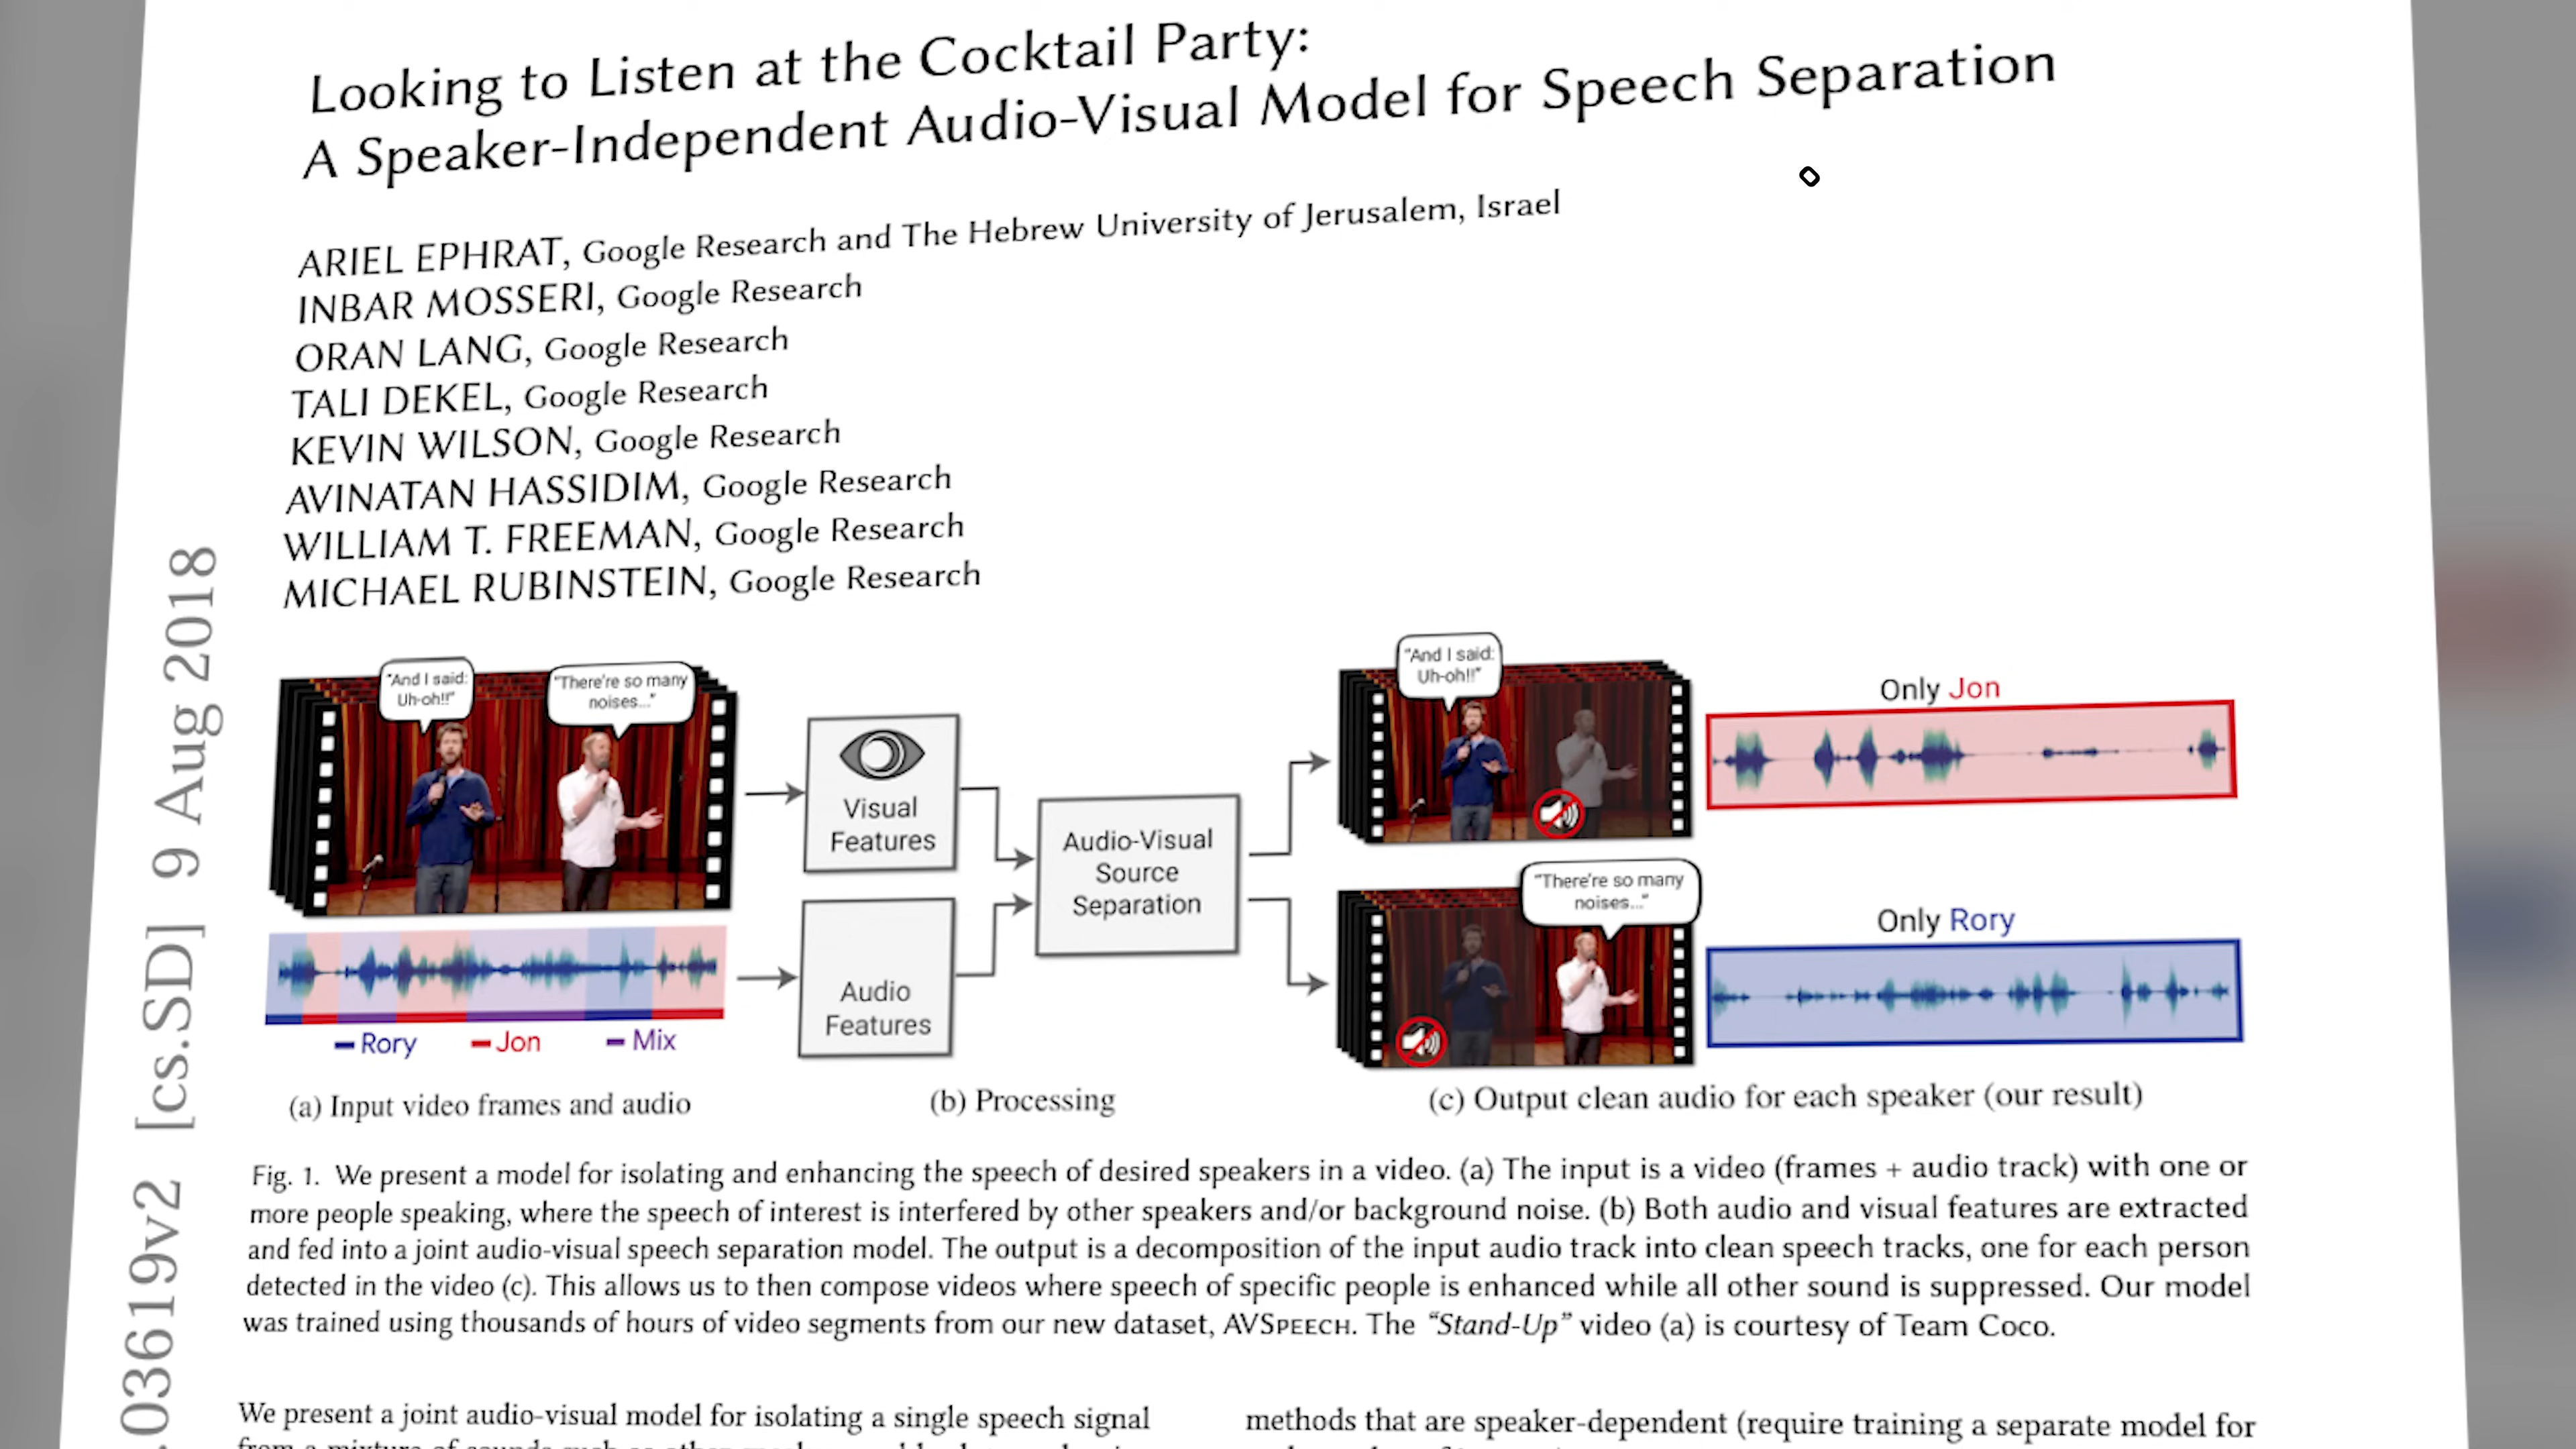 Looking to Listen at the Cocktail Party:
A Speaker-Independent Audio-Visual Model for Speech Separation
ARIEL EPHRAT, Google Research and The Hebrew University of Jerusalem, Israel
INBAR MOSSERI, Google Research
ORAN LANG, Google Research
TALI DEKEL, Google Research
KEVIN WILSON, Google Research
AVINATAN HASSIDIM, Google Research
WILLIAM T. FREEMAN, Google Research
MICHAEL RUBINSTEIN, Google Research
.03619v2 [cs.SD] 9 Aug 2018
"And I said:
Uh-oh!!"
"There're so many
noises..."
Rory
Jon
Mix
(a) Input video frames and audio
Visual
Features
Audio
Features
Audio-Visual
Source
Separation
(b) Processing
"And I said:
Uh-oh!!"
Only Jon
"There're so many
noises..."
Only Rory
(c) Output clean audio for each speaker (our result)
Fig. 1. We present a model for isolating and enhancing the speech of desired speakers in a video. (a) The input is a video (frames + audio track) with one or
more people speaking, where the speech of interest is interfered by other speakers and/or background noise. (b) Both audio and visual features are extracted
and fed into a joint audio-visual speech separation model. The output is a decomposition of the input audio track into clean speech tracks, one for each person
detected in the video (c). This allows us to then compose videos where speech of specific people is enhanced while all other sound is suppressed. Our model
was trained using thousands of hours of video segments from our new dataset, AVSPEECH. The "Stand-Up" video (a) is courtesy of Team Coco.
We present a joint audio-visual model for isolating a single speech signal
methods that are speaker-dependent (require training a separate model for